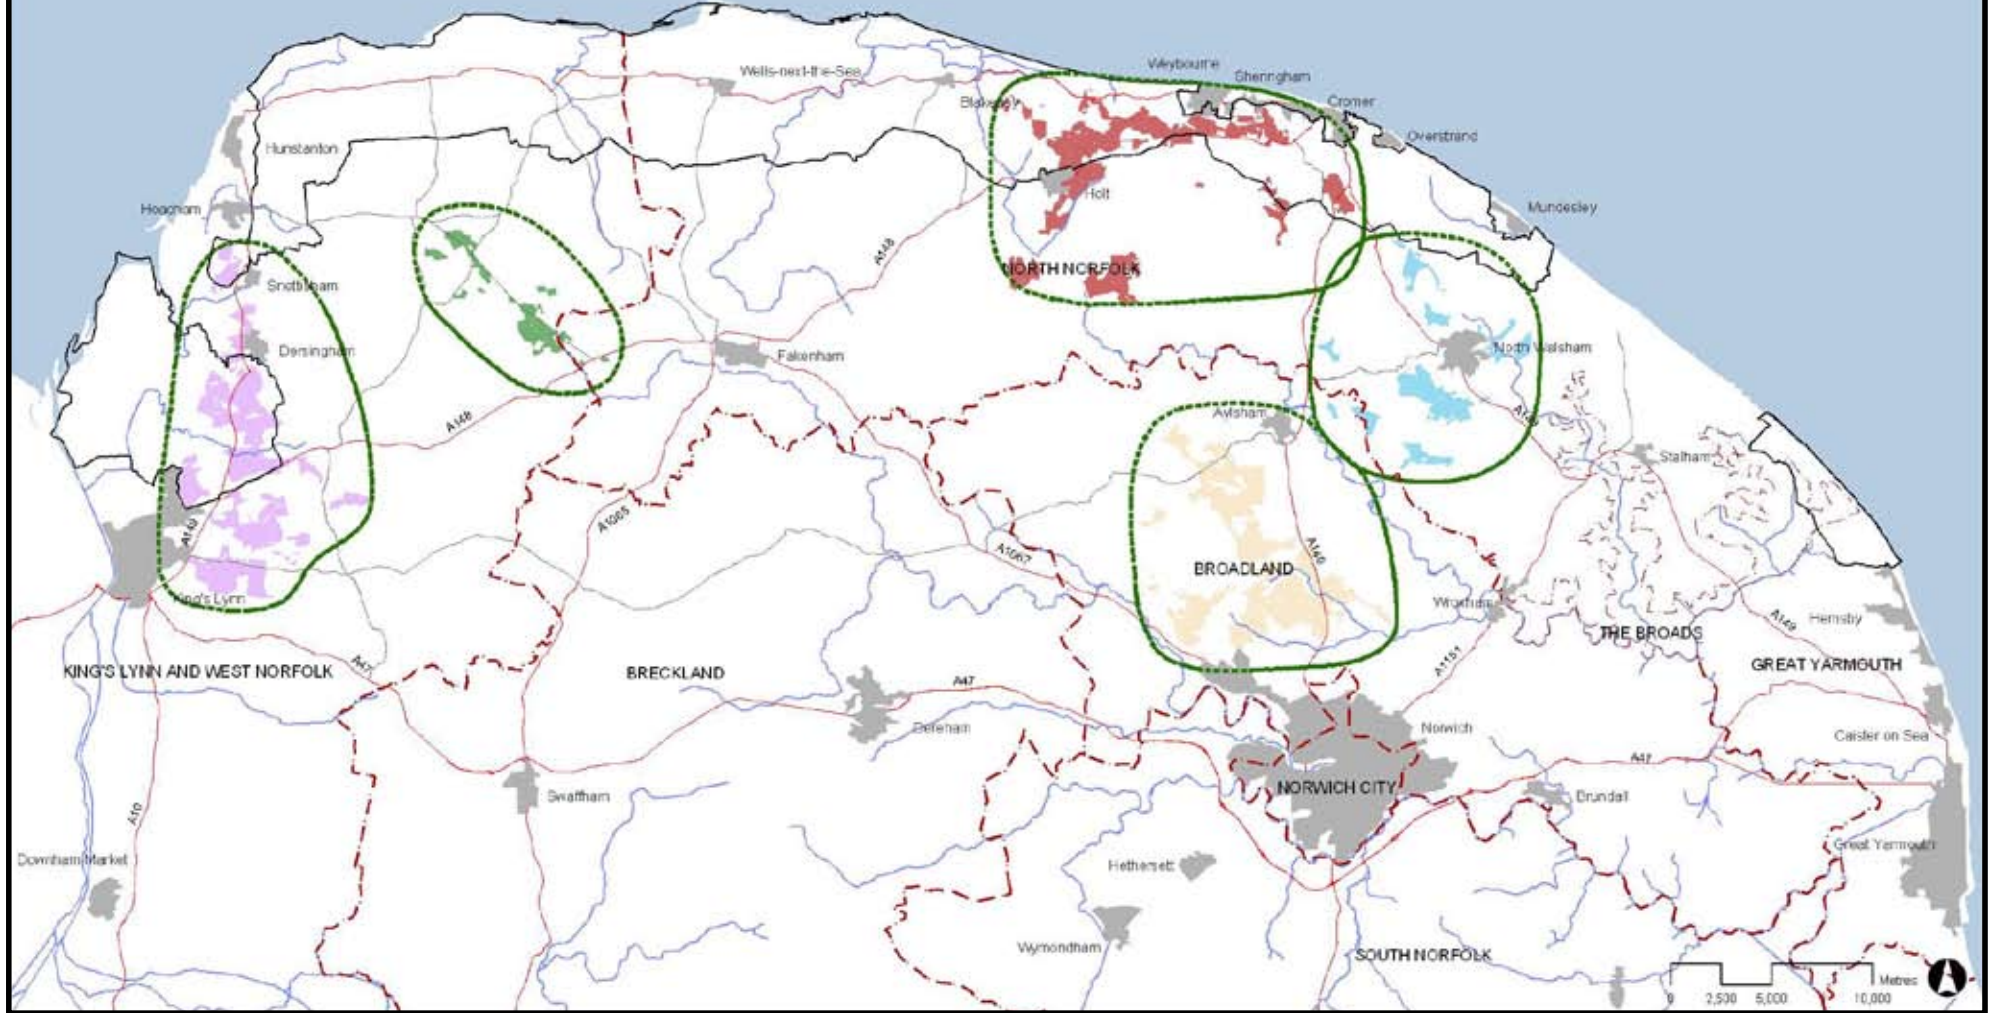 Weybourne
Wells-next-the-Sea
Sheringham
Blakeney
Cromer
Overstrand
Hunstanton
Holt
Heacham
Mundesley
A148
NORTH NORFOLK
Snettisham
Dersingham
Fakenham
North Walsham
A148
Aylsham
A149
Stalham
A1065
A149
A1067
A140
BROADLAND
King's Lynn
Wroxham
A149
Hemsby
THE BROADS
KING'S LYNN AND WEST NORFOLK
A47
BRECKLAND
A1151
GREAT YARMOUTH
A47
Dereham
Norwich
Caister on Sea
A47
NORWICH CITY
Swaffham
Brundall
A10
Downham Market
Great Yarmouth
Hethersett
Wymondham
SOUTH NORFOLK
Metres
0 2,500 5,000 10,000